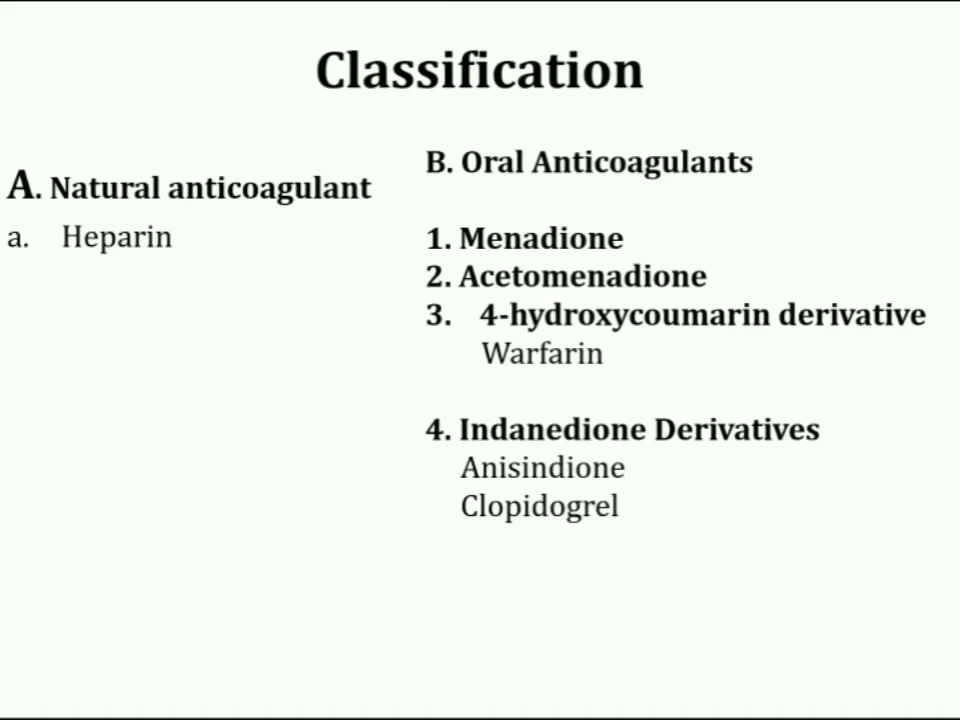 Classification
A. Natural anticoagulant
a. Heparin
B. Oral Anticoagulants
1. Menadione
2. Acetomenadione
3. 4-hydroxycoumarin derivative
Warfarin
4. Indanedione Derivatives
Anisindione
Clopidogrel